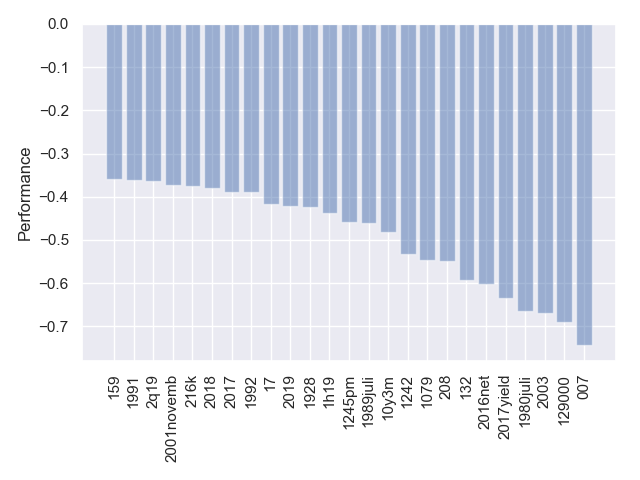 0.0
−0.1
−0.2
−0.3
−0.4
−0.5
−0.6
−0.7
Performance
159
1991
2q19
2001novemb
216k
2018
2017
1992
17
2019
1928
1h19
1245pm
1989juli
10y3m
1242
1079
208
132
2016net
2017yield
1980juli
2003
129000
007